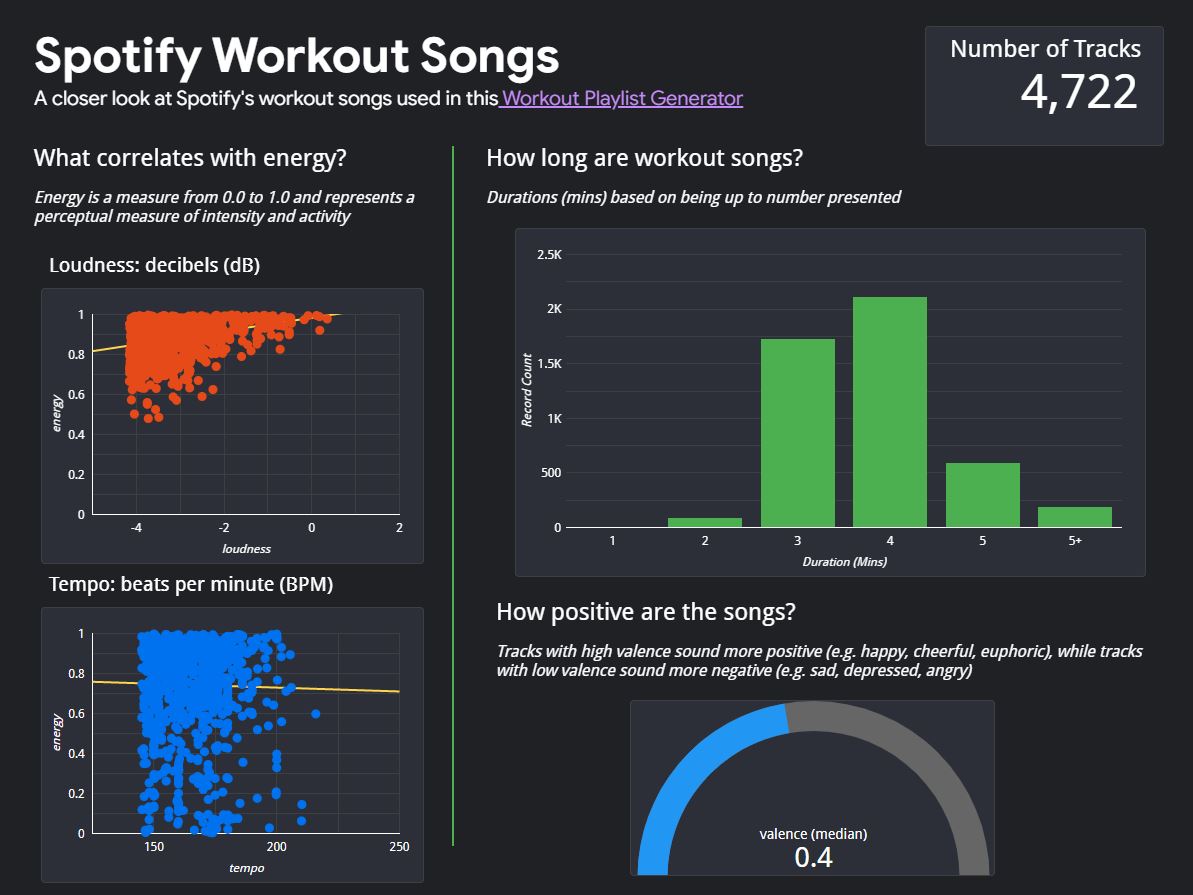 Spotify Workout Songs
A closer look at Spotify's workout songs used in this Workout Playlist Generator
Number of Tracks
4,722
What correlates with energy?
Energy is a measure from 0.0 to 1.0 and represents a
perceptual measure of intensity and activity
Loudness: decibels (dB)
1
0.8
0.6
0.4
0.2
0
energy
-4 -2 0 2
loudness
Tempo: beats per minute (BPM)
1
0.8
0.6
0.4
0.2
0
energy
150 200 250
tempo
How long are workout songs?
Durations (mins) based on being up to number presented
2.5K
2K
1.5K
1K
500
0
Record Count
1 2 3 4 5 5+
Duration (Mins)
How positive are the songs?
Tracks with high valence sound more positive (e.g. happy, cheerful, euphoric), while tracks
with low valence sound more negative (e.g. sad, depressed, angry)
valence (median)
0.4